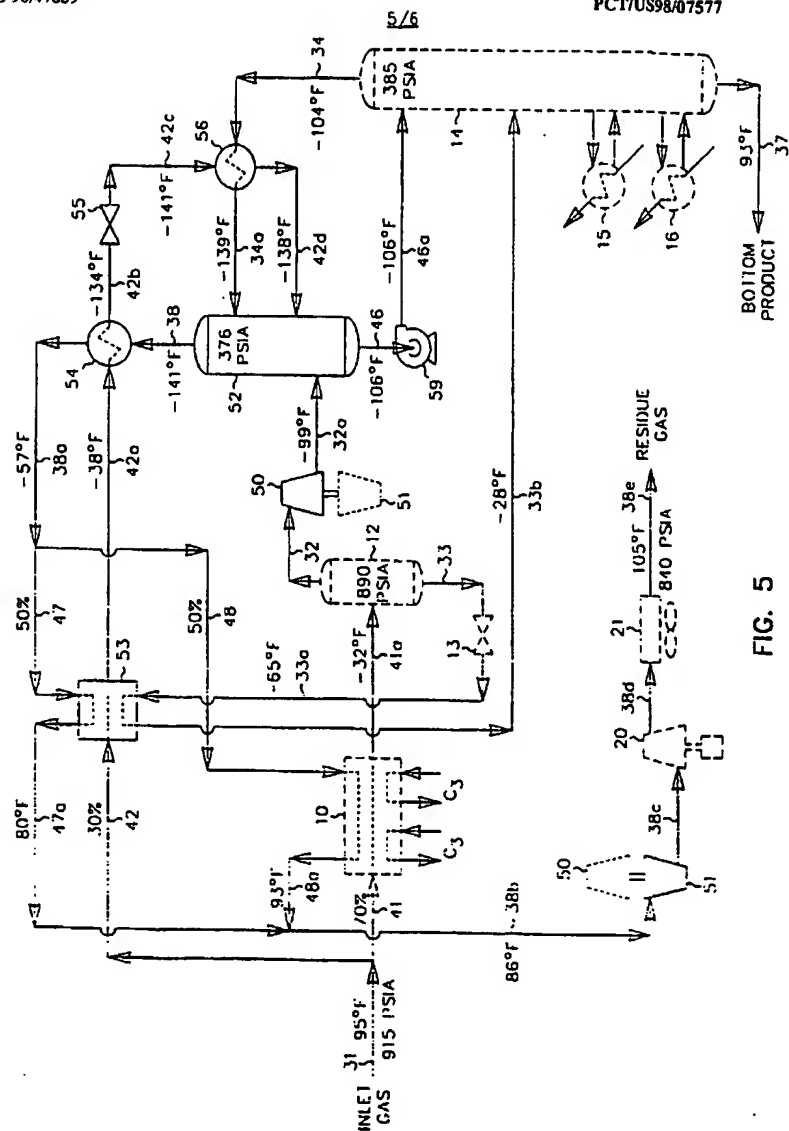 PCT/US98/07577
5/6
34
-104°F
385 PSIA
14
56
42c
-141°F
55
-134°F
42b
-139°F
34a
-138°F
42d
-106°F
46a
15
16
93°F
37
BOTTOM PRODUCT
54
38
-141°F
376 PSIA
52
46
-106°F
59
-57°F
38a
-38°F
42a
-99°F
32a
50
51
-28°F
33b
32
12
890 PSIA
33
50%
47
50%
48
53
-65°F
33a
-32°F
41a
13
80°F
47a
30%
42
10
C3
C3
93°F
48a
70%
41
86°F
38b
31
95°F
915 PSIA
INLET GAS
50
51
38c
20
38d
21
105°F
38e
840 PSIA
RESIDUE GAS
FIG. 5